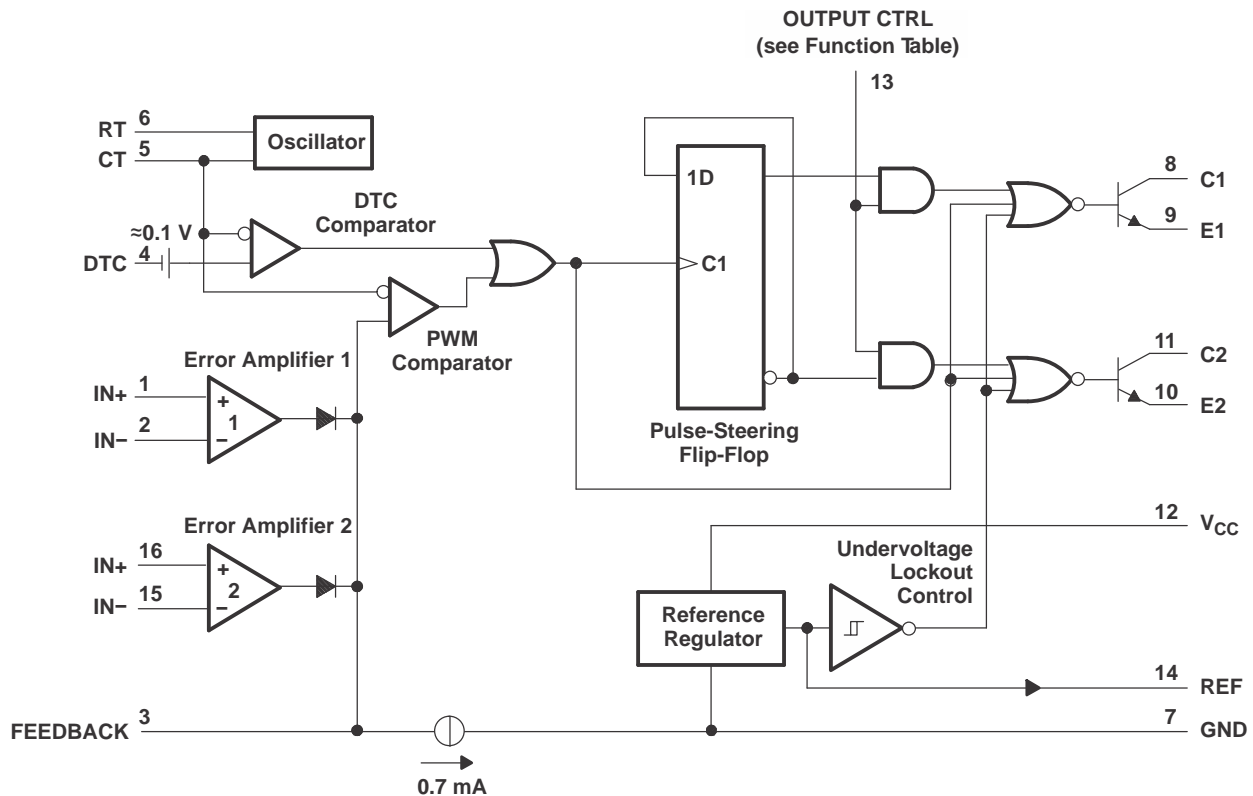 OUTPUT CTRL
(see Function Table)
13
6
RT
5
CT
Oscillator
DTC
Comparator
≈0.1 V
4
DTC
1D
C1
PWM
Comparator
Pulse-Steering
Flip-Flop
8
C1
9
E1
11
C2
10
E2
Error Amplifier 1
1
IN+
2
IN−
+
1
−
Error Amplifier 2
16
IN+
15
IN−
+
2
−
12
VCC
Undervoltage
Lockout
Control
Reference
Regulator
14
REF
7
GND
3
FEEDBACK
0.7 mA